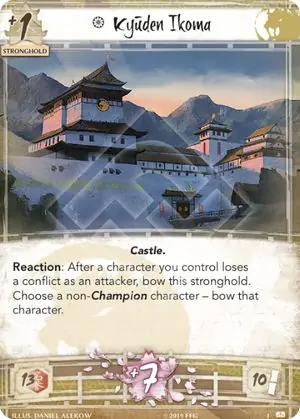 +1
STRONGHOLD
Kyūden Ikoma
Castle.
Reaction: After a character you control loses
a conflict as an attacker, bow this stronghold.
Choose a non-Champion character – bow that
character.
13
+7
10
ILLUS. DANIEL ALEKOW
©2019 FFG
1